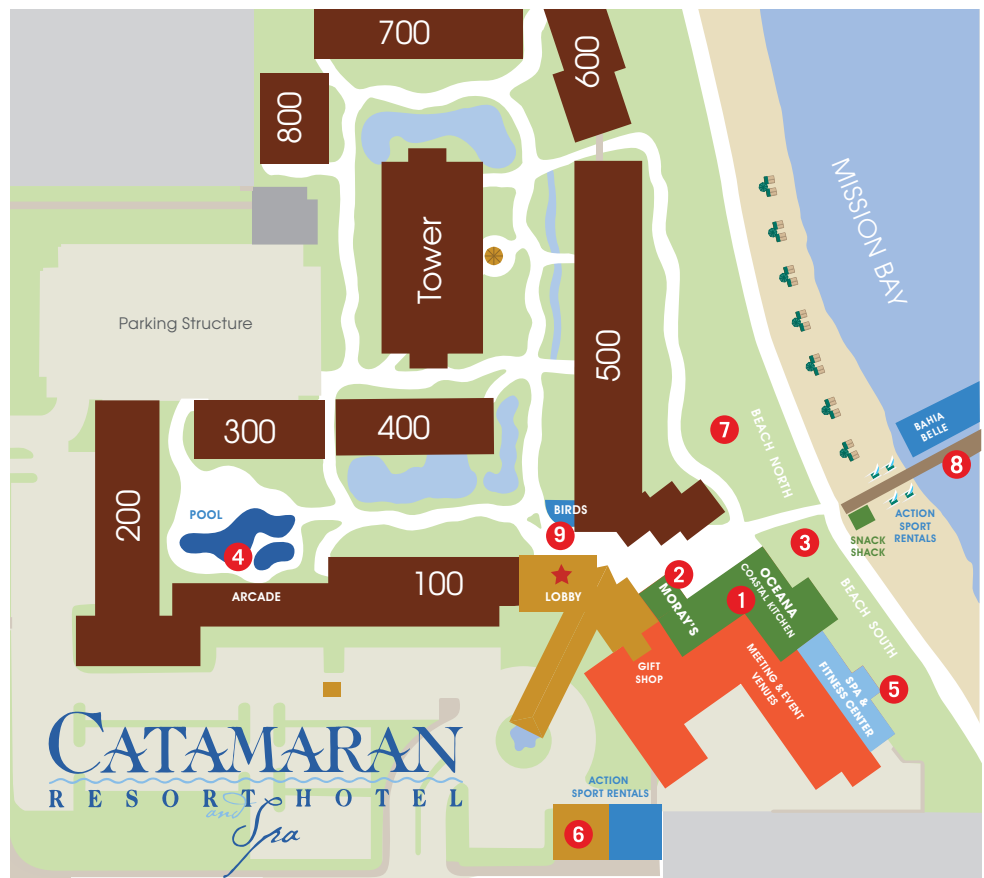 700
600
800
MISSION BAY
Tower
Parking Structure
500
BAHIA
BELLE
300
400
7
BEACH NORTH
8
200
POOL
BIRDS
9
ACTION
SPORT
RENTALS
SNACK
SHACK
3
4
2
1
100
ARCADE
LOBBY
MORAY'S
OCEANA
COASTAL KITCHEN
BEACH SOUTH
GIFT
SHOP
MEETING & EVENT
VENUES
SPA &
FITNESS CENTER
5
CATAMARAN
RESORT HOTEL
and
Spa
ACTION
SPORT RENTALS
6